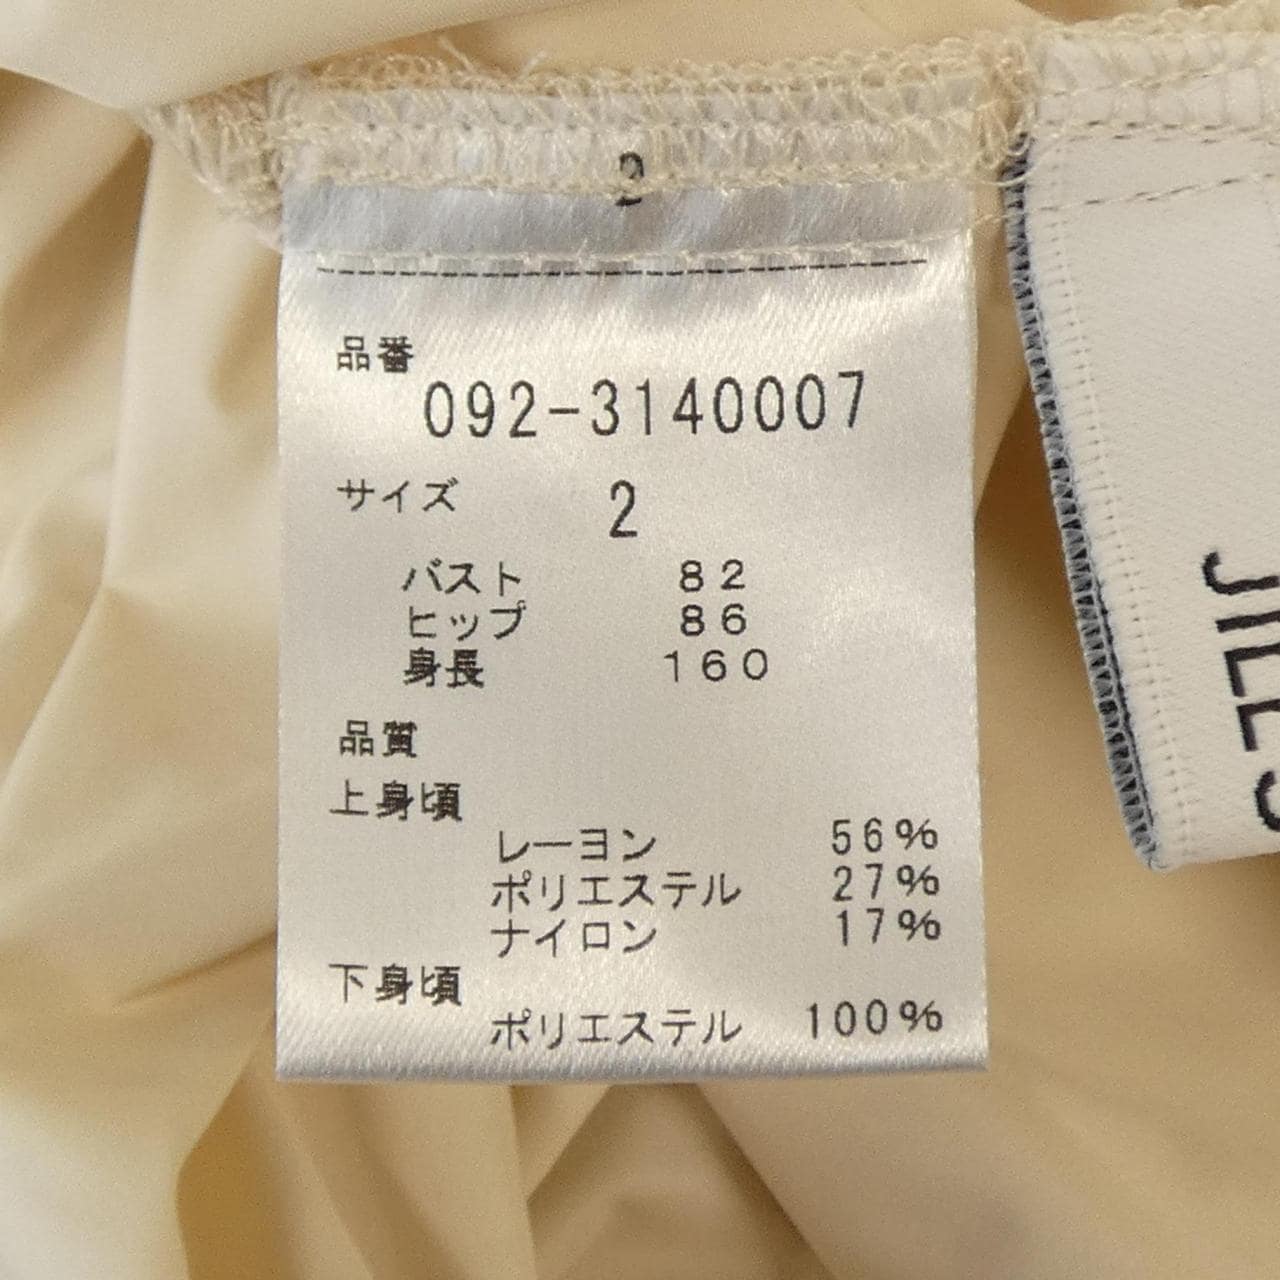 2
品番
092-3140007
サイズ 2
バスト 82
ヒップ 86
身長 160
品質
上身頃
レーヨン 56%
ポリエステル 27%
ナイロン 17%
下身頃
ポリエステル 100%
JILL S